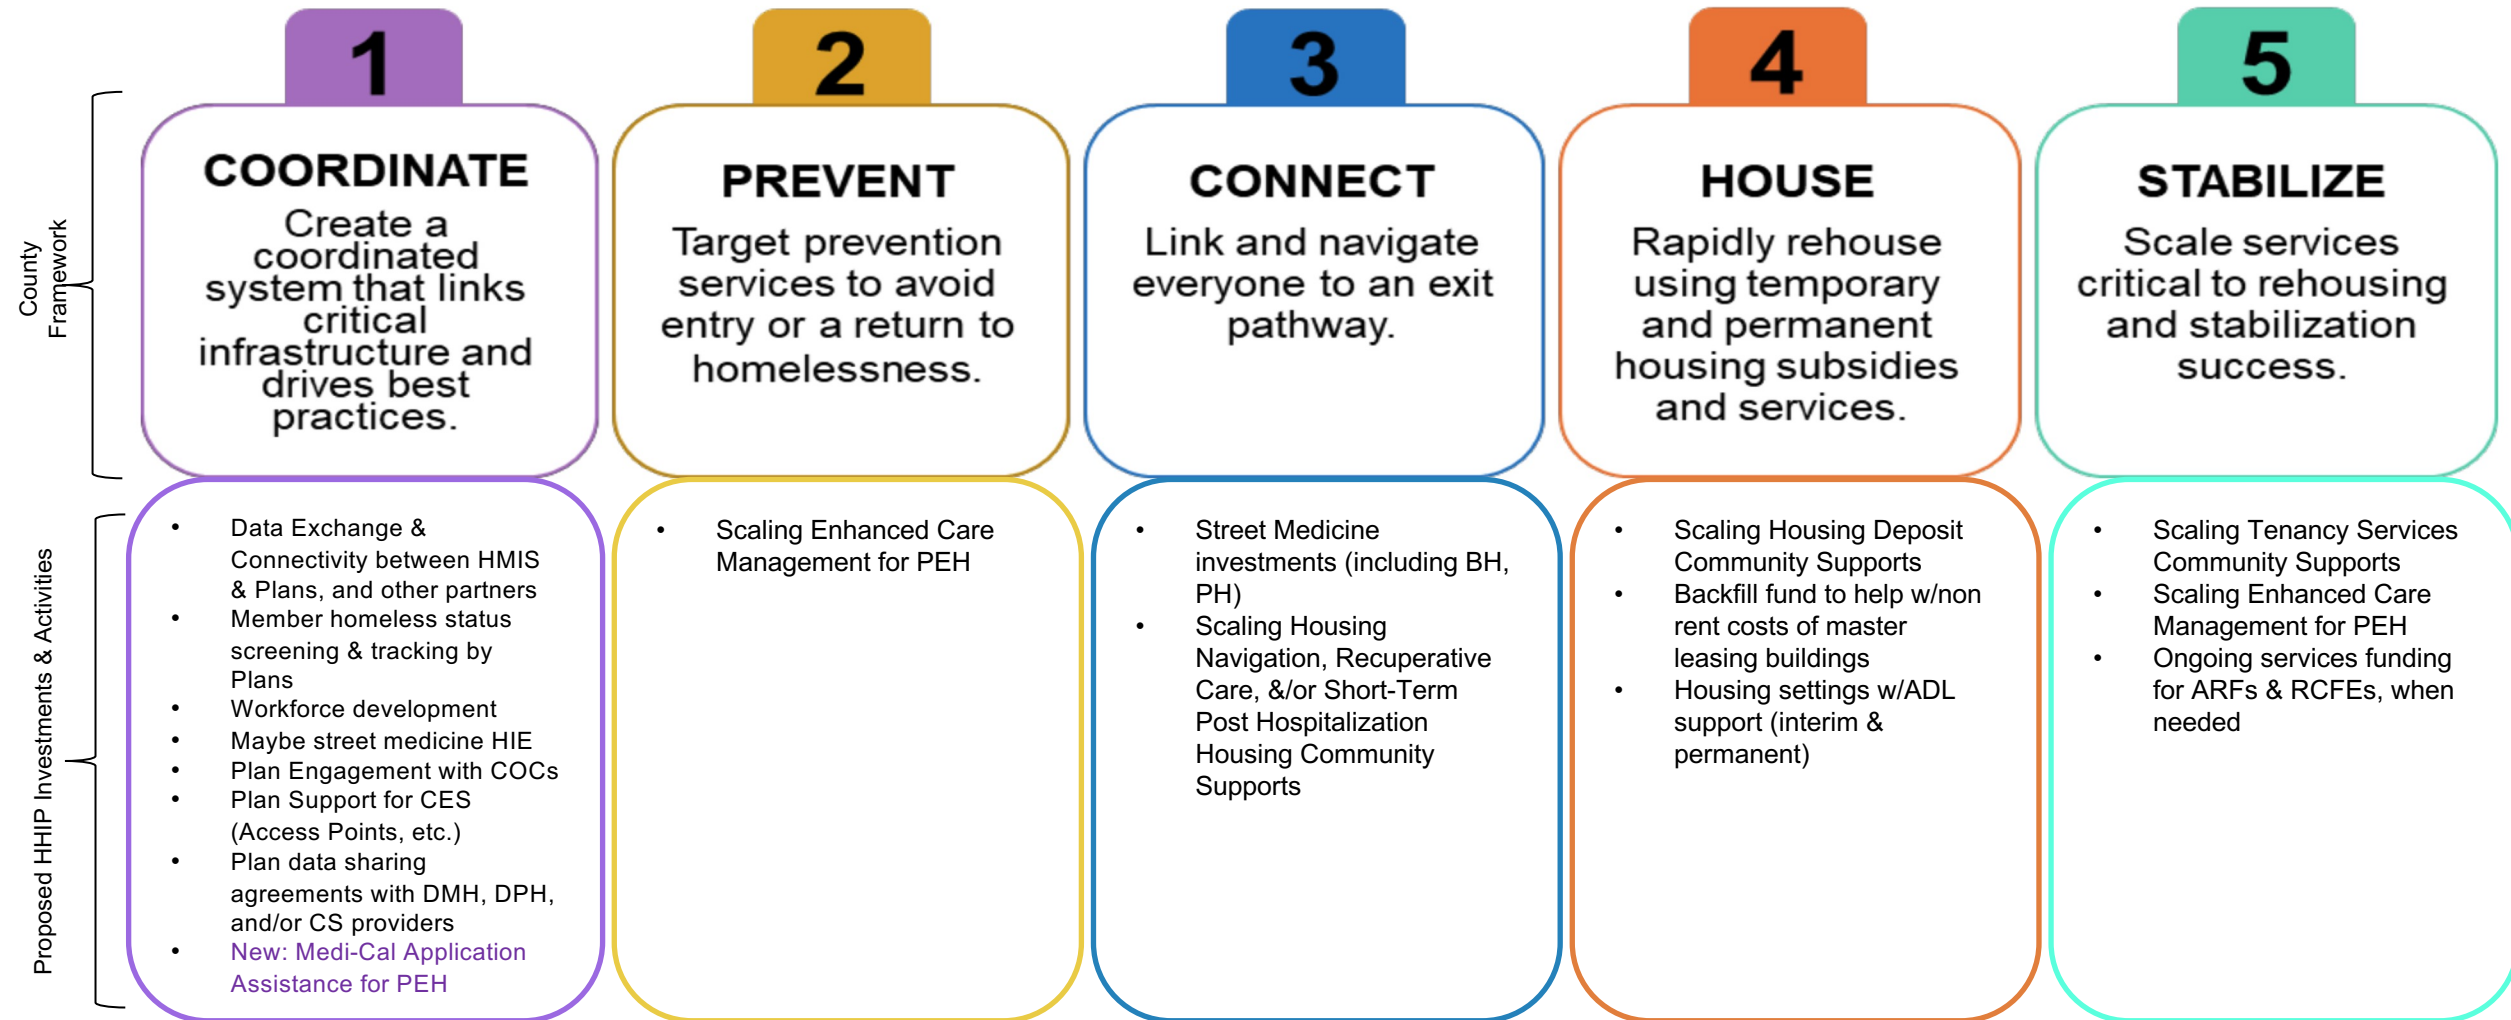 1
2
3
4
5
County
Framework
COORDINATE
Create a
coordinated
system that links
critical
infrastructure and
drives best
practices.
PREVENT
Target prevention
services to avoid
entry or a return to
homelessness.
CONNECT
Link and navigate
everyone to an exit
pathway.
HOUSE
Rapidly rehouse
using temporary
and permanent
housing subsidies
and services.
STABILIZE
Scale services
critical to rehousing
and stabilization
success.
Proposed HHIP Investments & Activities
• Data Exchange &
Connectivity between HMIS
& Plans, and other partners
• Member homeless status
screening & tracking by
Plans
• Workforce development
• Maybe street medicine HIE
• Plan Engagement with COCs
• Plan Support for CES
(Access Points, etc.)
• Plan data sharing
agreements with DMH, DPH,
and/or CS providers
• New: Medi-Cal Application
Assistance for PEH
• Scaling Enhanced Care
Management for PEH
• Street Medicine
investments (including BH,
PH)
• Scaling Housing
Navigation, Recuperative
Care, &/or Short-Term
Post Hospitalization
Housing Community
Supports
• Scaling Housing Deposit
Community Supports
• Backfill fund to help w/non
rent costs of master
leasing buildings
• Housing settings w/ADL
support (interim &
permanent)
• Scaling Tenancy Services
Community Supports
• Scaling Enhanced Care
Management for PEH
• Ongoing services funding
for ARFs & RCFEs, when
needed